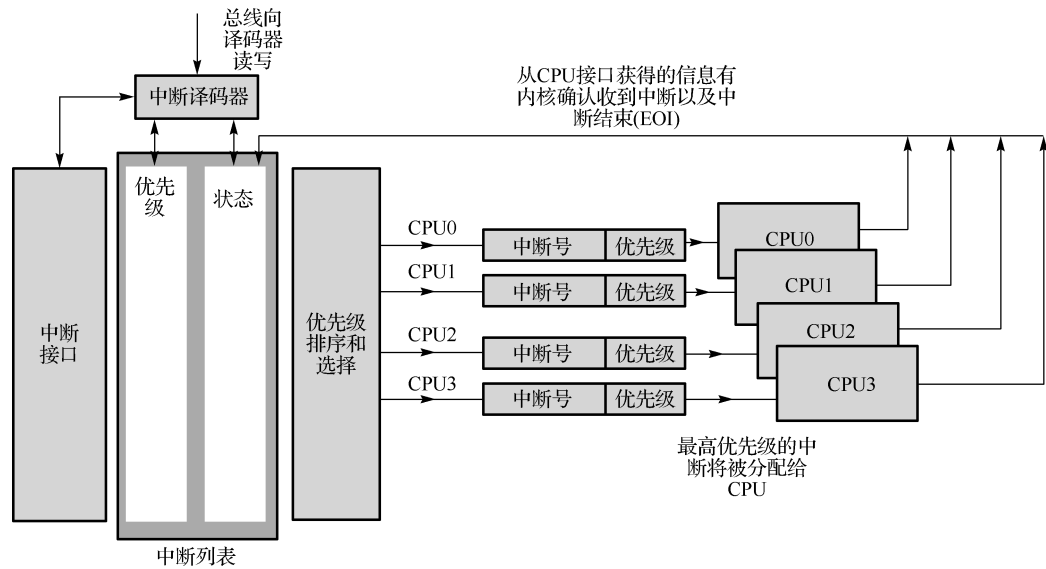 总线向
译码器
读写
中断译码器
从CPU接口获得的信息有
内核确认收到中断以及中
断结束(EOI)
优先
级
状态
中断
接口
优先级
排序和
选择
CPU0
中断号
优先级
CPU0
CPU1
中断号
优先级
CPU1
CPU2
中断号
优先级
CPU2
CPU3
中断号
优先级
CPU3
最高优先级的中
断将被分配给
CPU
中断列表